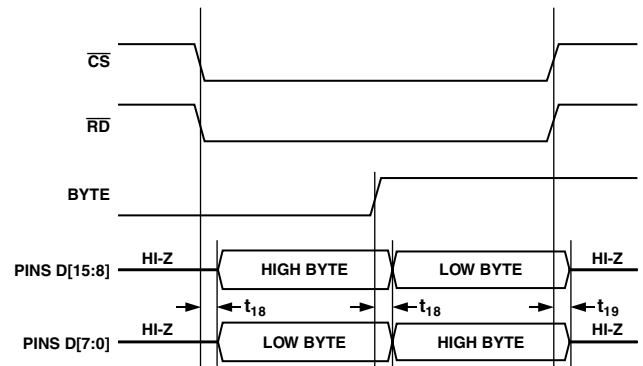 CS
RD
BYTE
PINS D[15:8] HI-Z HIGH BYTE LOW BYTE HI-Z
t18 t18 t19
PINS D[7:0] HI-Z LOW BYTE HIGH BYTE HI-Z